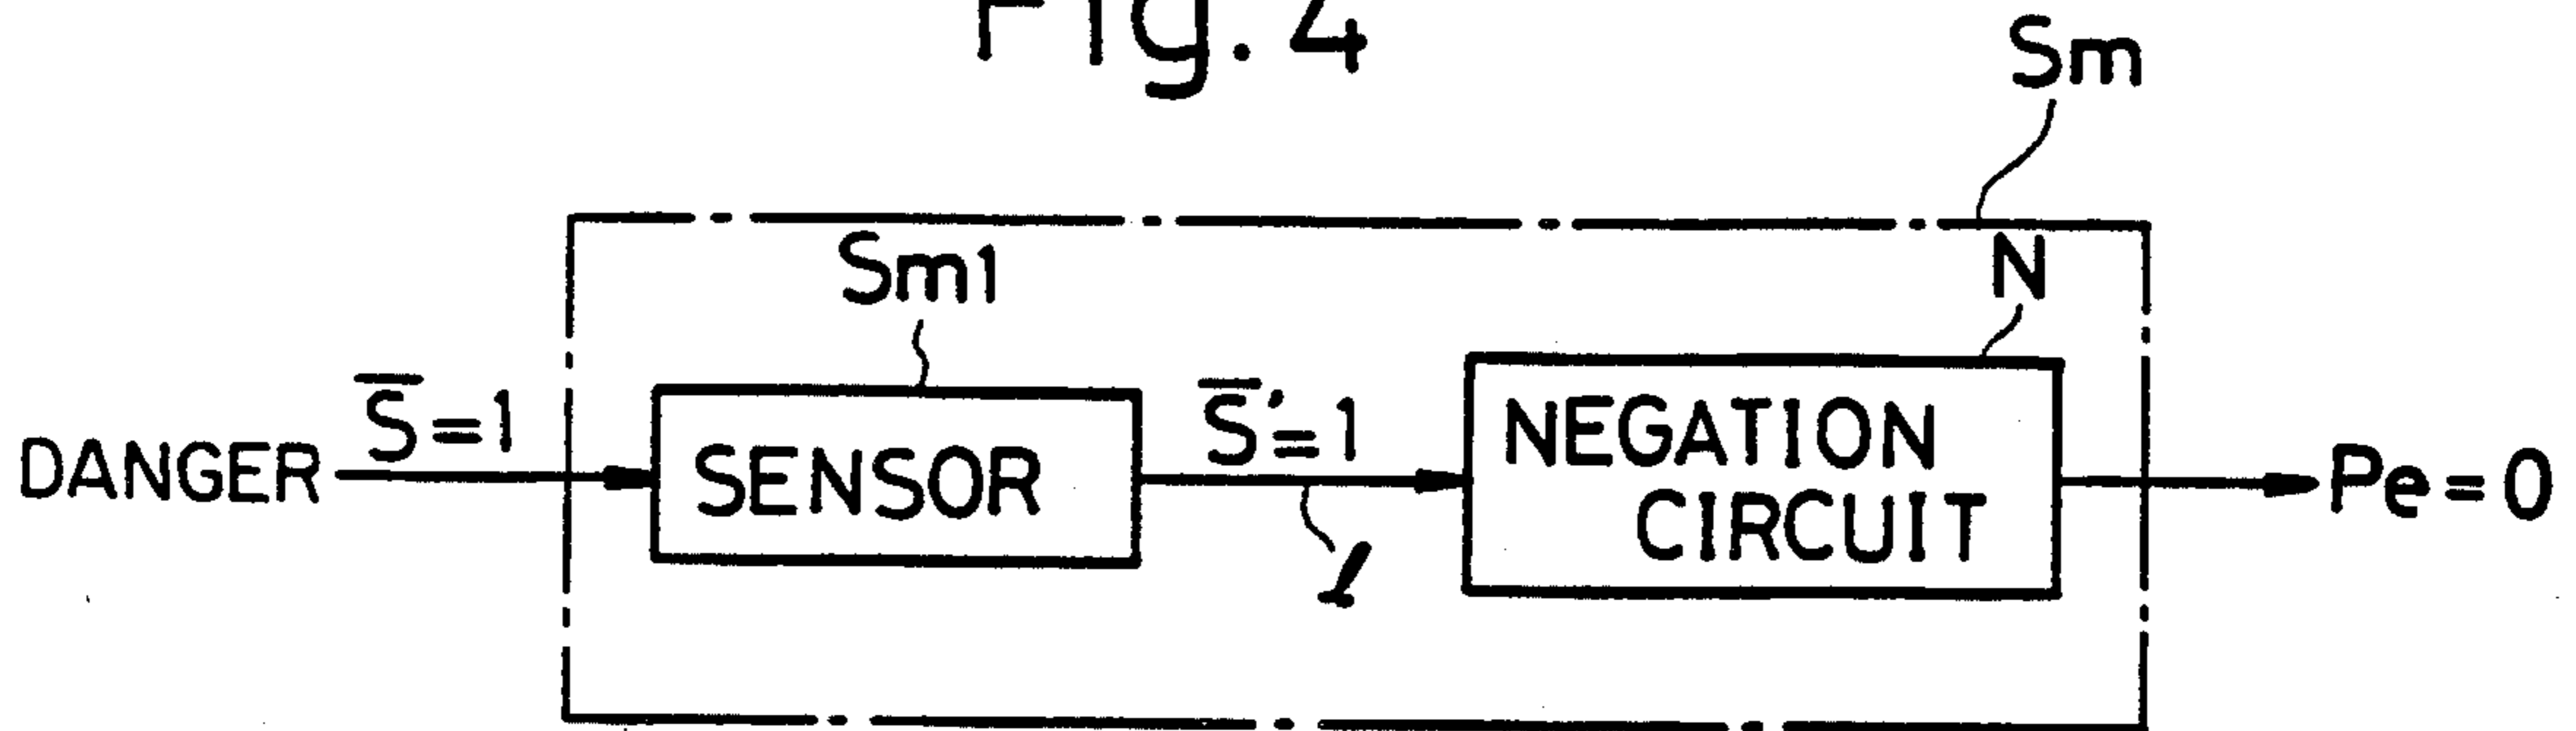 Fig. 4
Sm
Sm1
N
DANGER
S̅=1
SENSOR
S̅'=1
l
NEGATION
CIRCUIT
Pe=0